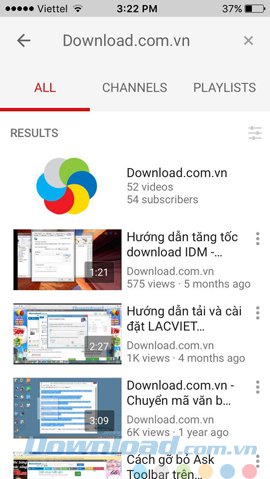 Viettel 3:22 PM 37%
Download.com.vn
ALL CHANNELS PLAYLISTS
RESULTS
Download.com.vn
52 videos
54 subscribers
Hướng dẫn tăng tốc
download IDM -...
Download.com.vn
575 views · 5 months ago
1:21
Hướng dẫn tải và cài
đặt LACVIET...
Download.com.vn
1K views · 4 months ago
2:27
Download.com.vn -
Chuyển mã văn b...
Download.com.vn
6K views · 1 year ago
3:09
Download.com.vn
Cách gỡ bỏ Ask
Toolbar trên...